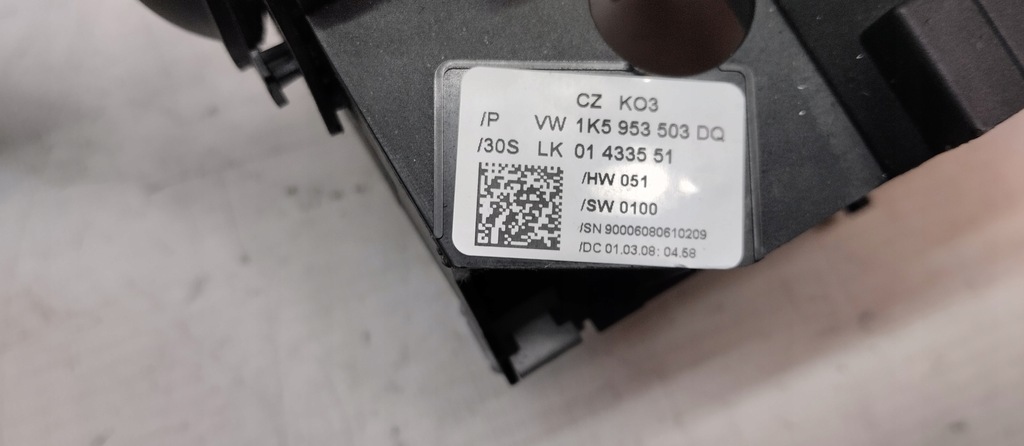 CZ KO3
/P VW 1K5 953 503 DQ
/30S LK 01 4335 51
/HW 051
/SW 0100
/SN 90006080610209
/DC 01.03.08: 04.58